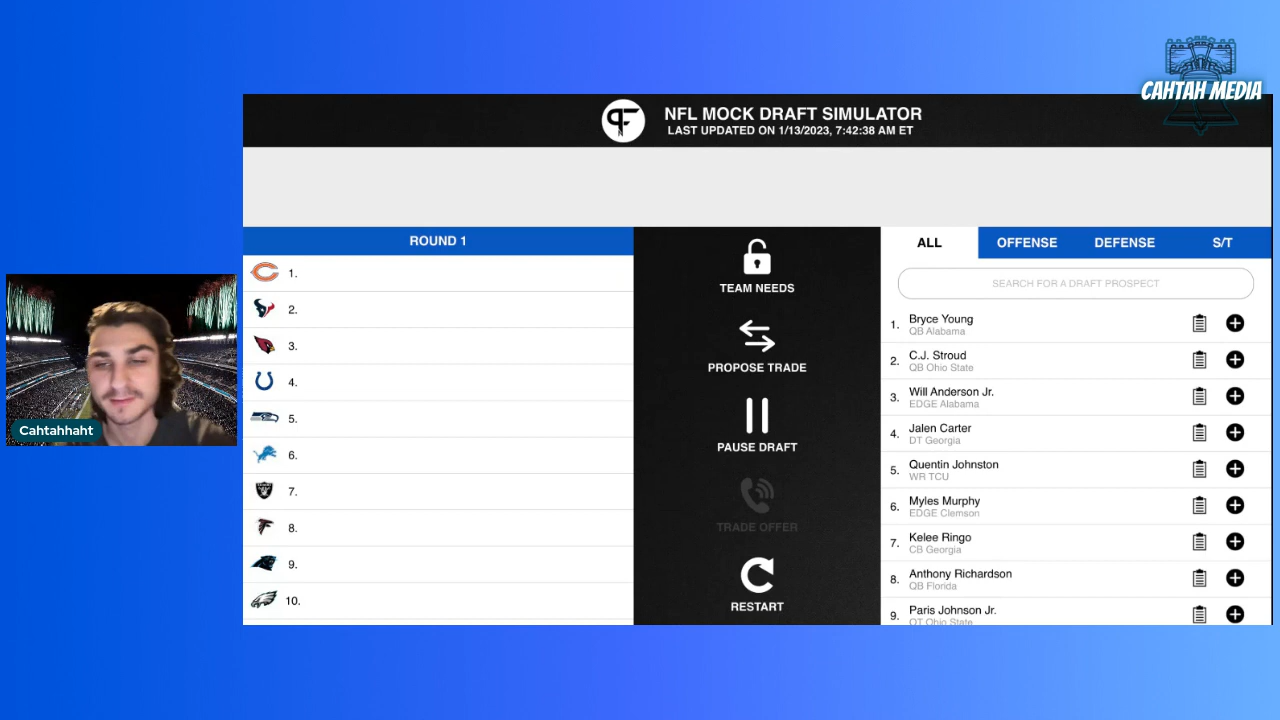 CAHTAH MEDIA
NFL MOCK DRAFT SIMULATOR
LAST UPDATED ON 1/13/2023, 7:42:38 AM ET
ROUND 1
1.
2.
3.
4.
5.
6.
7.
8.
9.
10.
TEAM NEEDS
PROPOSE TRADE
PAUSE DRAFT
TRADE OFFER
RESTART
ALL OFFENSE DEFENSE S/T
SEARCH FOR A DRAFT PROSPECT
1. Bryce Young
QB Alabama
2. C.J. Stroud
QB Ohio State
3. Will Anderson Jr.
EDGE Alabama
4. Jalen Carter
DT Georgia
5. Quentin Johnston
WR TCU
6. Myles Murphy
EDGE Clemson
7. Kelee Ringo
CB Georgia
8. Anthony Richardson
QB Florida
9. Paris Johnson Jr.
OT Ohio State
Cahtahhaht